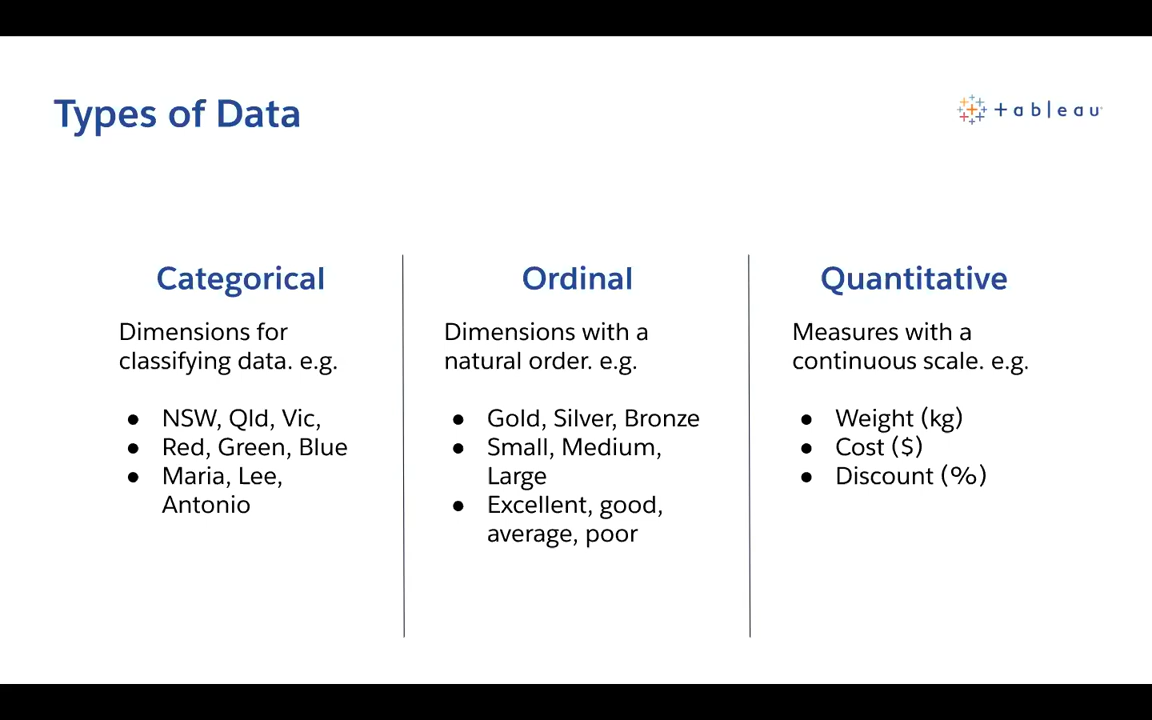 Types of Data
+ a b l e a u
Categorical
Dimensions for
classifying data. e.g.
● NSW, Qld, Vic,
● Red, Green, Blue
● Maria, Lee,
Antonio
Ordinal
Dimensions with a
natural order. e.g.
● Gold, Silver, Bronze
● Small, Medium,
Large
● Excellent, good,
average, poor
Quantitative
Measures with a
continuous scale. e.g.
● Weight (kg)
● Cost ($)
● Discount (%)